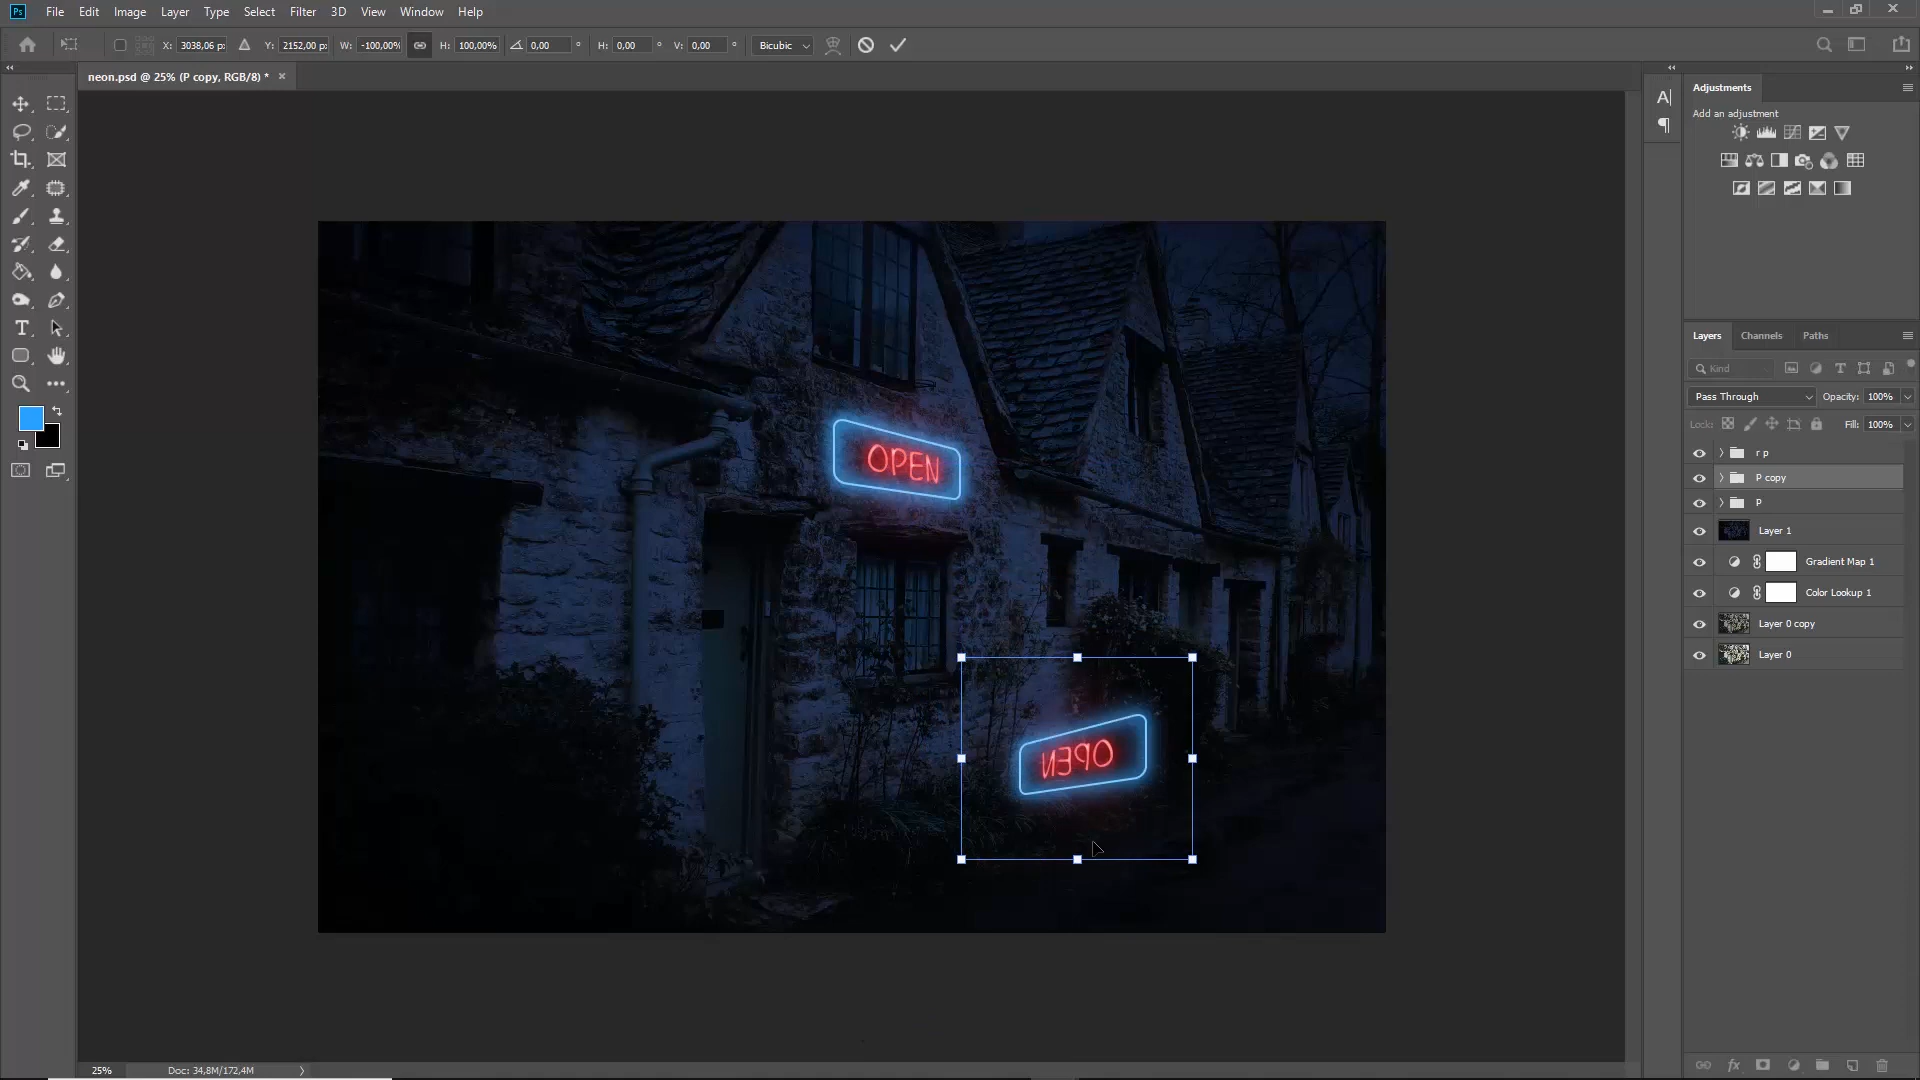 Ps File Edit Image Layer Type Select Filter 3D View Window Help
X: 3038,06 px Y: 2152,00 px W: -100,00% H: 100,00% 0,00 ° H: 0,00 ° V: 0,00 ° Bicubic
neon.psd @ 25% (P copy, RGB/8) * ×
Adjustments
Add an adjustment
Layers Channels Paths
Kind
Pass Through Opacity: 100%
Lock: Fill: 100%
r p
P copy
P
Layer 1
Gradient Map 1
Color Lookup 1
Layer 0 copy
Layer 0
OPEN
OPEN
25% Doc: 34,8M/172,4M